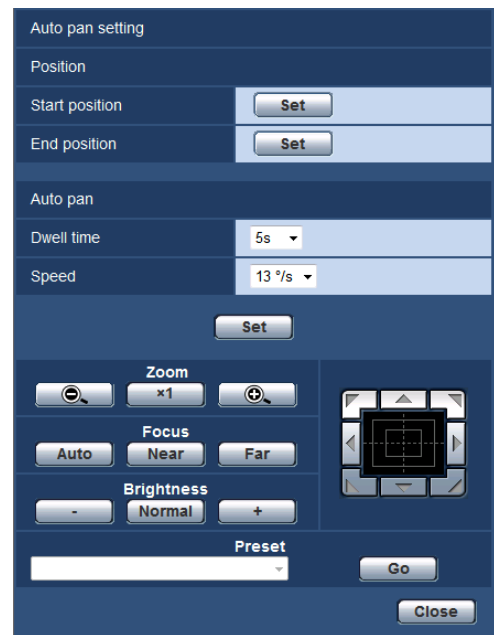 Auto pan setting
Position
Start position Set
End position Set
Auto pan
Dwell time 5s
Speed 13 °/s
Set
Zoom
×1
Focus
Auto Near Far
Brightness
- Normal +
Preset
Go
Close